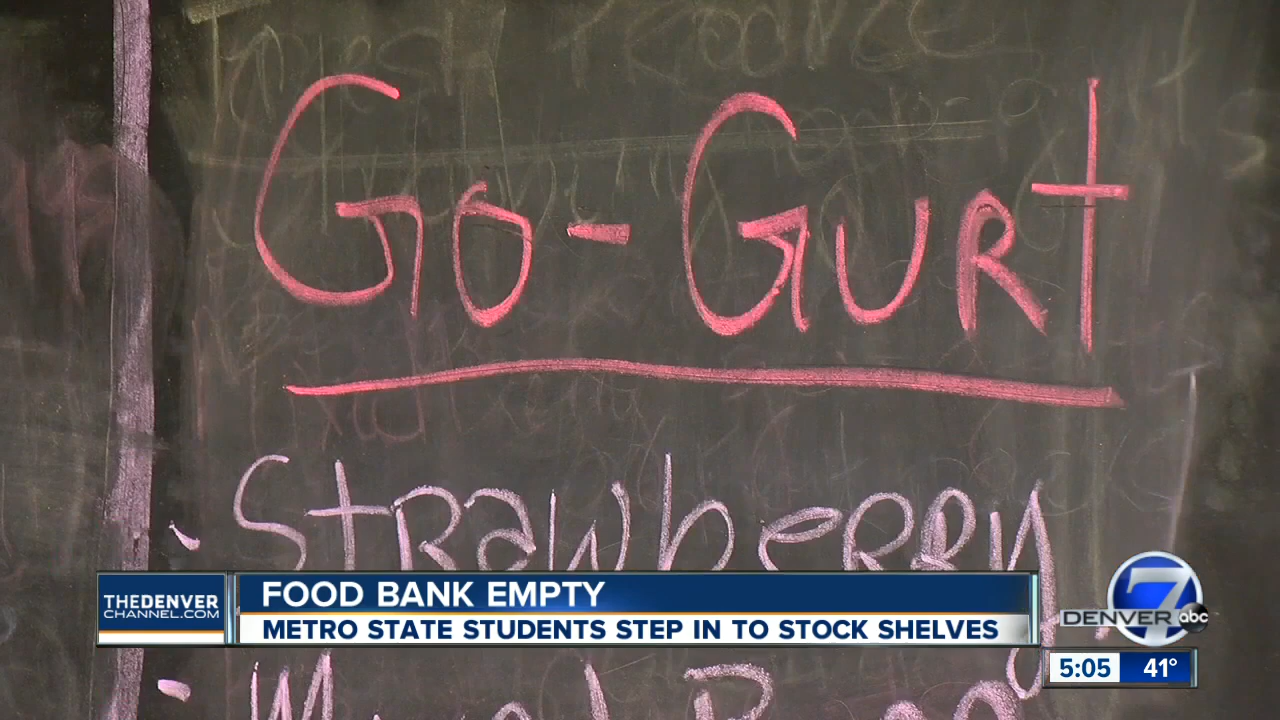 Go-Gurt
• Strawberry
FOOD BANK EMPTY
METRO STATE STUDENTS STEP IN TO STOCK SHELVES
THEDENVER
CHANNEL.COM
DENVER 7 abc
5:05 41°